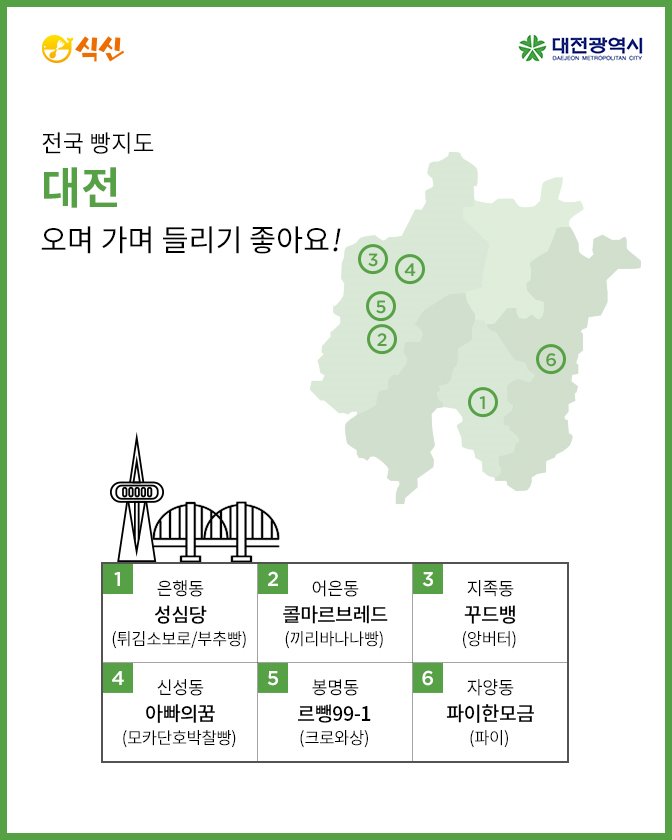 식신
대전광역시
DAEJEON METROPOLITAN CITY
전국 빵지도
대전
오며 가며 들리기 좋아요!
3
4
5
2
6
1
1
은행동
성심당
(튀김소보로/부추빵)
2
어은동
콜마르브레드
(끼리바나나빵)
3
지족동
꾸드뱅
(앙버터)
4
신성동
아빠의꿈
(모카단호박찰빵)
5
봉명동
르뺑99-1
(크로와상)
6
자양동
파이한모금
(파이)